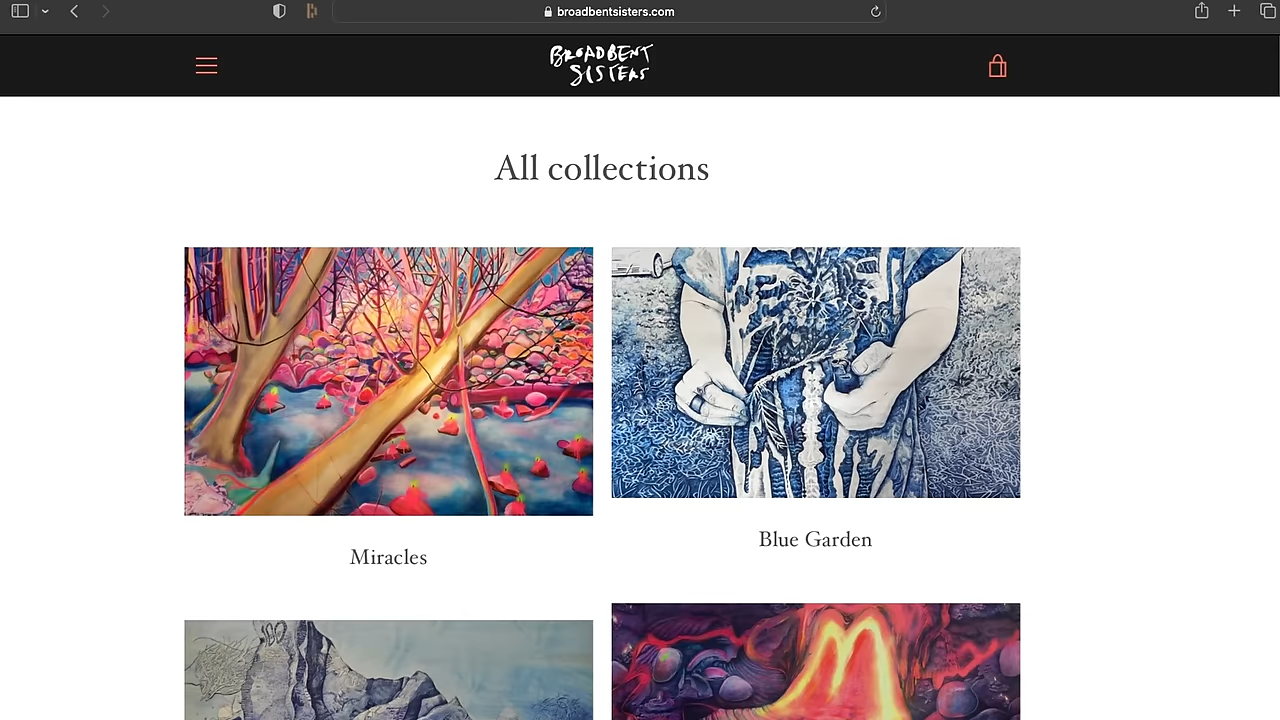 broadbentsisters.com
BROADBENT
SISTERS
All collections
Miracles
Blue Garden